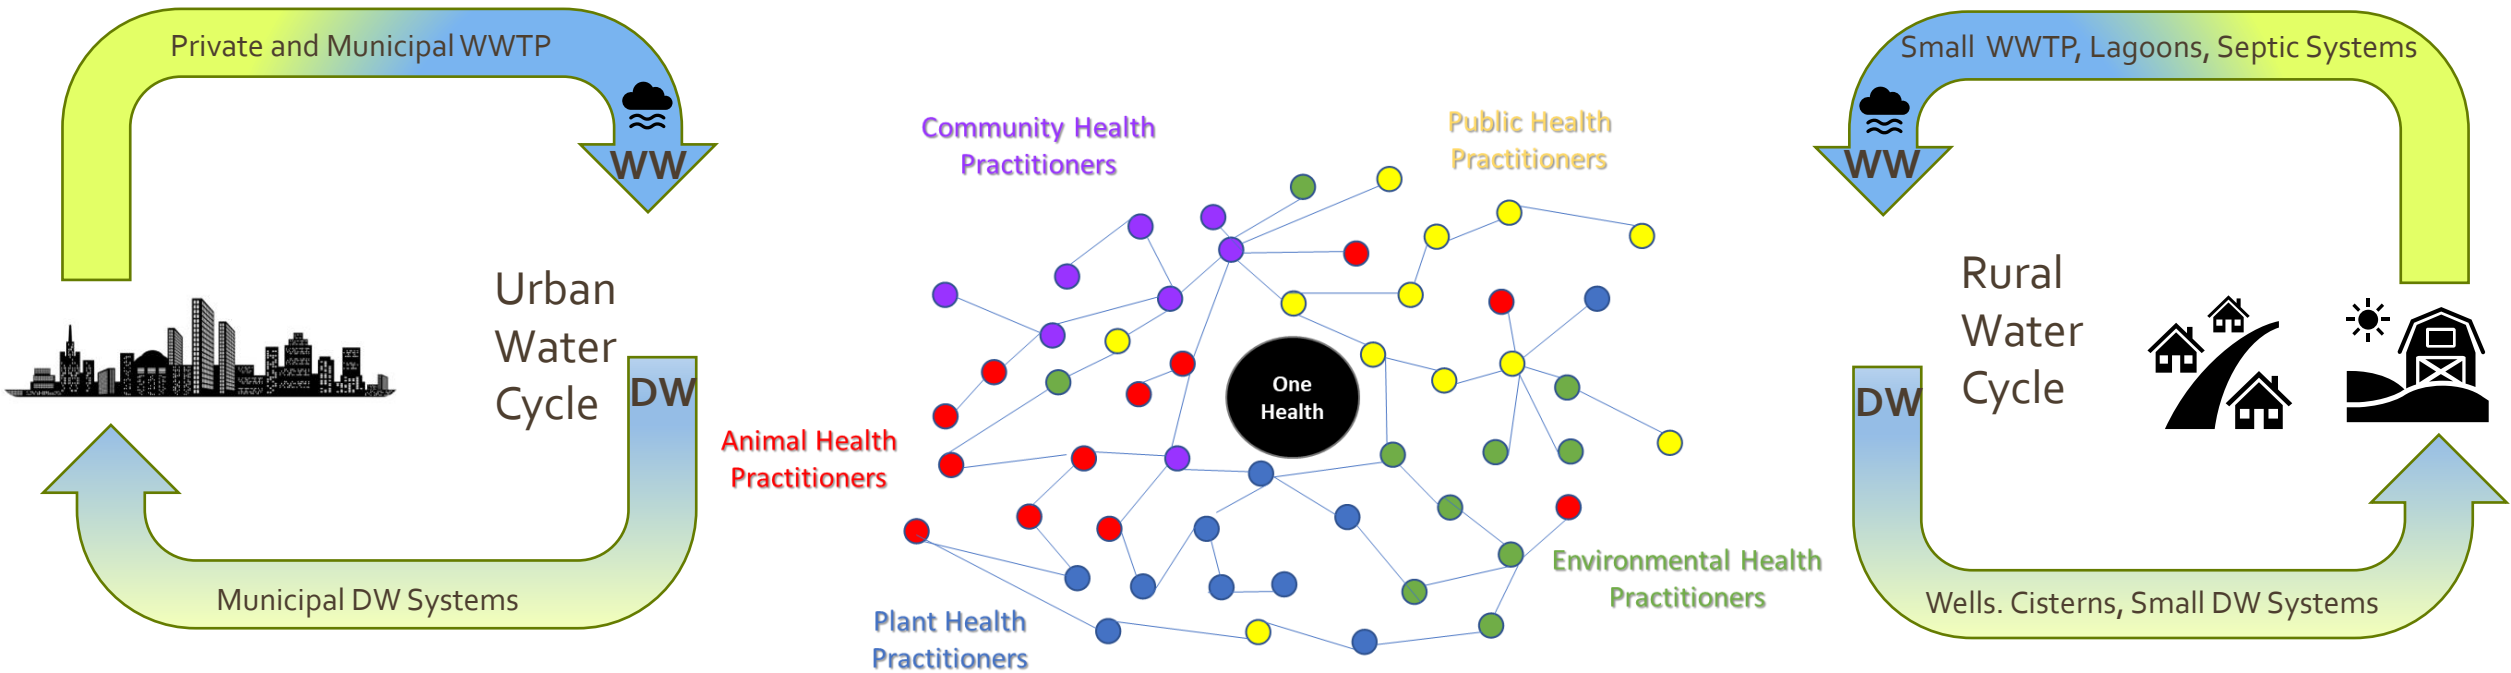 Private and Municipal WWTP
WW
Urban
Water
Cycle
DW
Municipal DW Systems
Community Health
Practitioners
Public Health
Practitioners
One
Health
Animal Health
Practitioners
Environmental Health
Practitioners
Plant Health
Practitioners
Small WWTP, Lagoons, Septic Systems
WW
Rural
Water
Cycle
DW
Wells. Cisterns, Small DW Systems